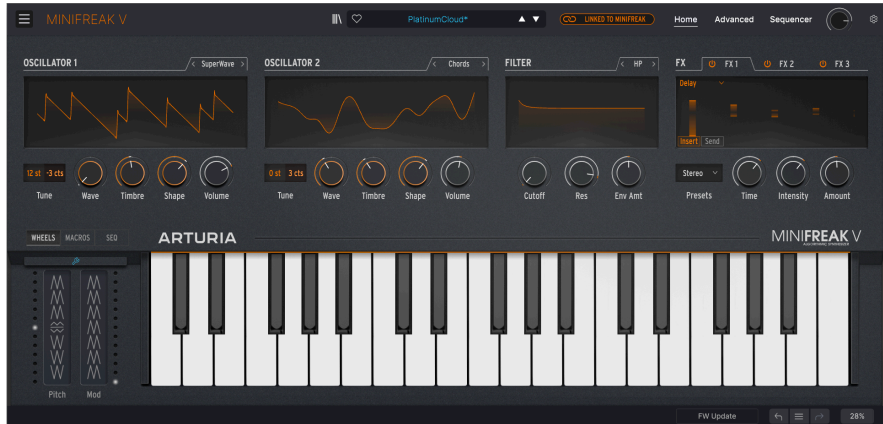 MINIFREAK V
PlatinumCloud*
LINKED TO MINIFREAK
Home
Advanced
Sequencer
OSCILLATOR 1
SuperWave
OSCILLATOR 2
Chords
FILTER
HP
FX
FX 1
FX 2
FX 3
Delay
Insert
Send
12 st -3 cts
Tune
Wave
Timbre
Shape
Volume
0 st 3 cts
Tune
Wave
Timbre
Shape
Volume
Cutoff
Res
Env Amt
Stereo
Presets
Time
Intensity
Amount
WHEELS
MACROS
SEQ
ARTURIA
MINIFREAK V
ALGORITHMIC SYNTHESIZER
Pitch
Mod
FW Update
28%